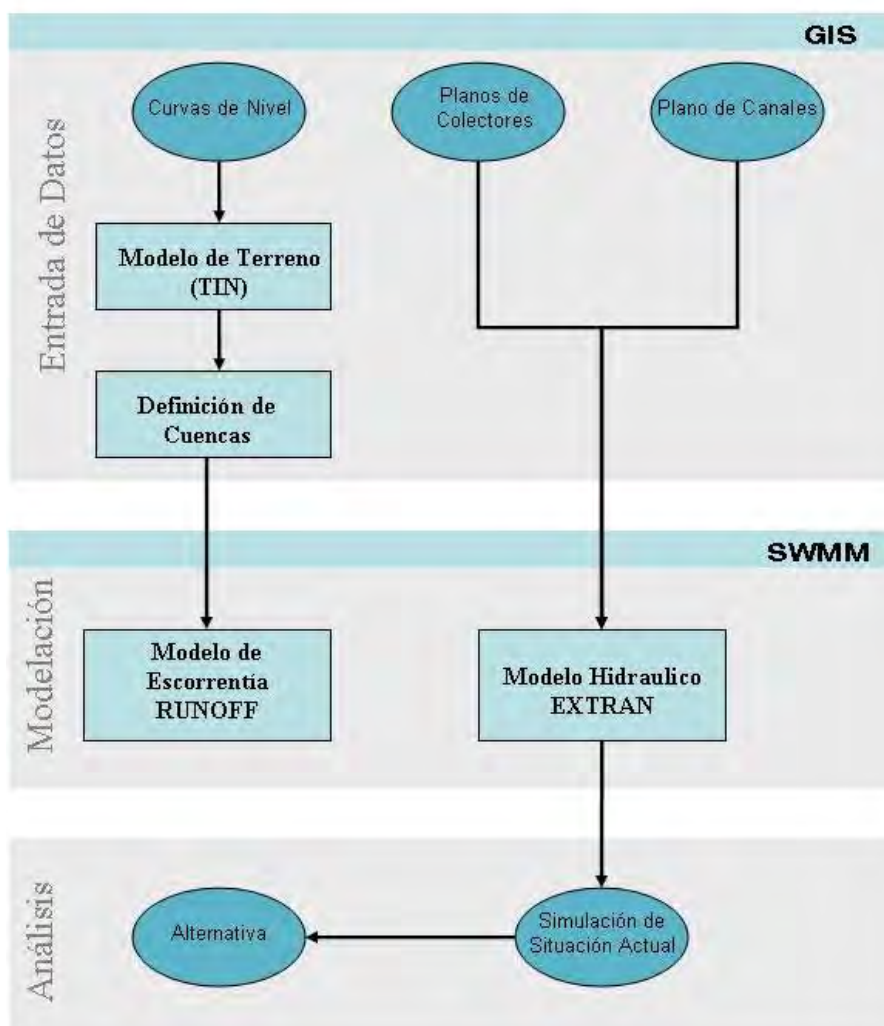 GIS
Entrada de Datos
Curvas de Nivel
Planos de
Colectores
Plano de Canales
Modelo de Terreno
(TIN)
Definición de
Cuencas
SWMM
Modelación
Modelo de
Escorrentía
RUNOFF
Modelo Hidraulico
EXTRAN
Análisis
Alternativa
Simulación de
Situación Actual